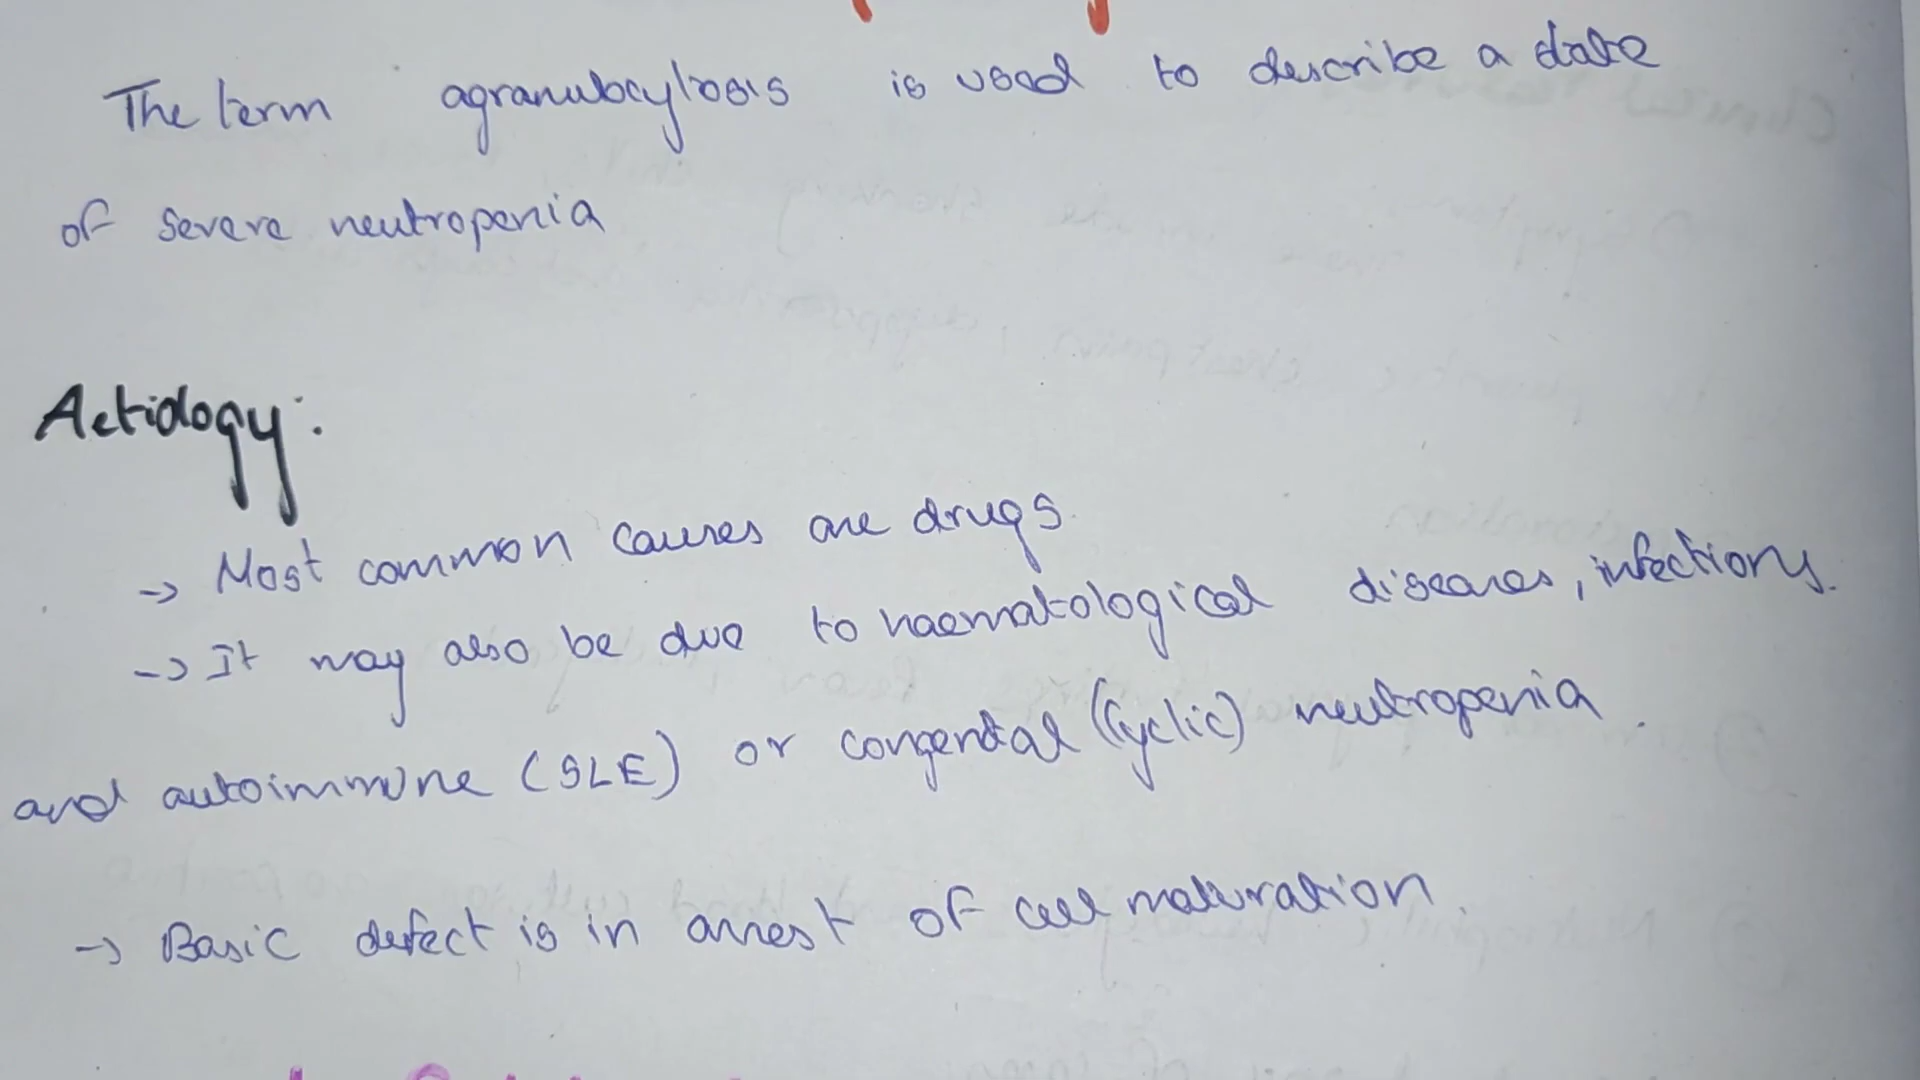 The term agranulocytosis is used to describe a state
of severe neutropenia
Aetiology:
-> Most common causes are drugs.
-> It may also be due to haematological diseases, infections.
and autoimmune (SLE) or congenital (Cyclic) neutropenia.
-> Basic defect is in arrest of cell maturation.